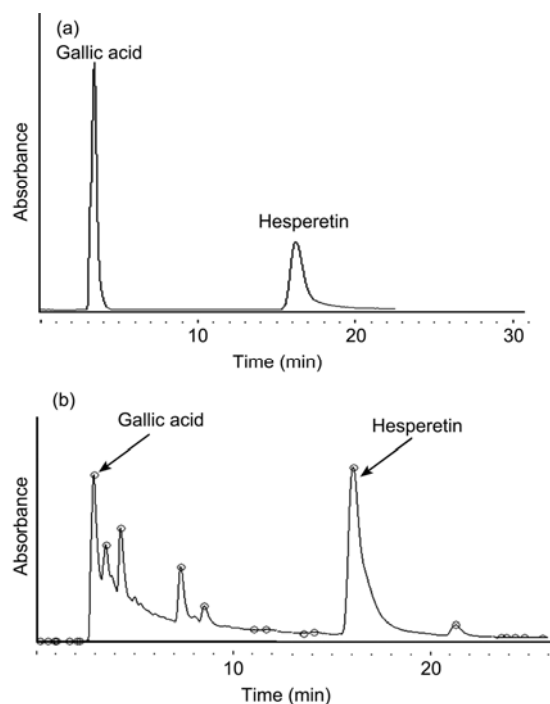 (a)
Gallic acid
Hesperetin
Absorbance
10 20 30
Time (min)
(b)
Gallic acid
Hesperetin
Absorbance
10 20
Time (min)